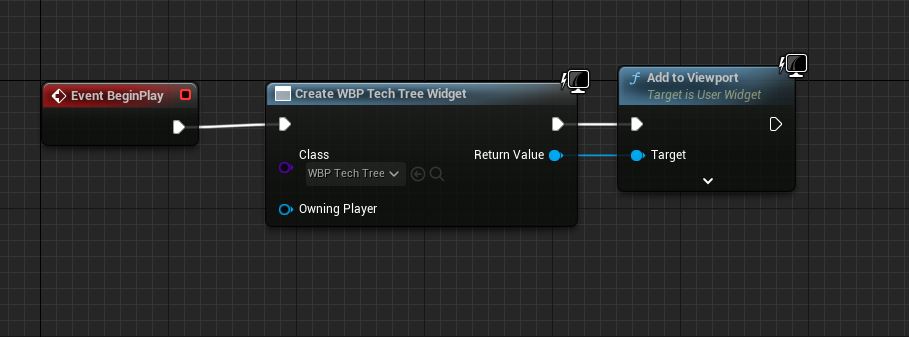 Event BeginPlay
Create WBP Tech Tree Widget
Class
WBP Tech Tree
Return Value
Owning Player
f Add to Viewport
Target is User Widget
Target